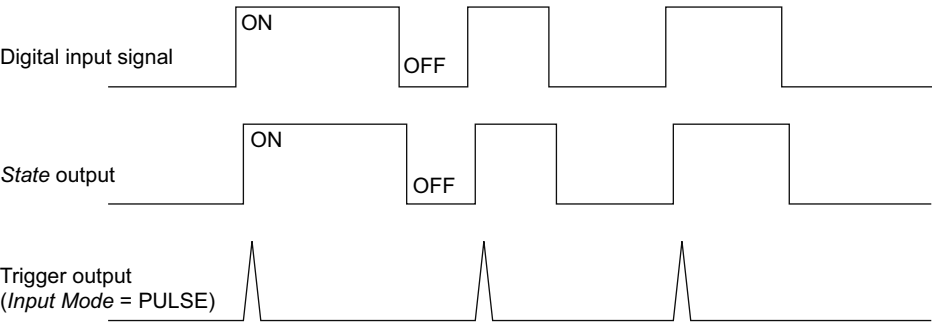 ON
Digital input signal
OFF
ON
State output
OFF
Trigger output
(Input Mode = PULSE)